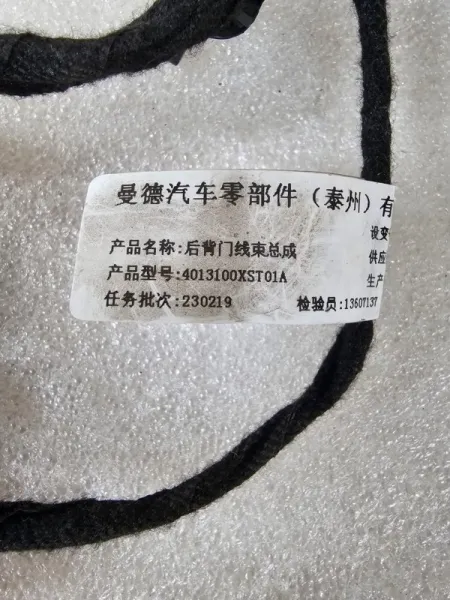 曼德汽车零部件（泰州）有
设变
产品名称:后背门线束总成
供应
产品型号:4013100XST01A
生产
任务批次:230219 检验员:13607137